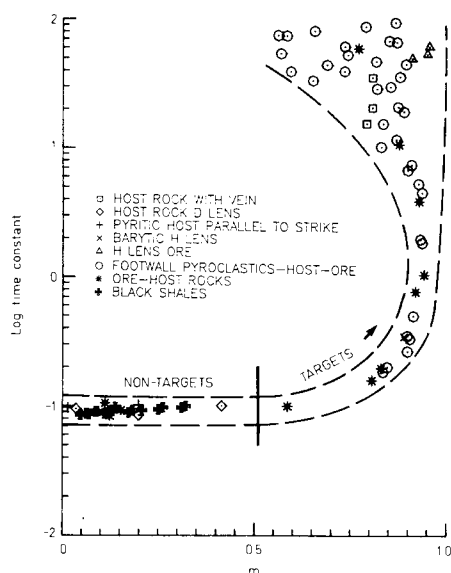 2
1
0
-1
-2
Log time constant
HOST ROCK WITH VEIN
HOST ROCK D LENS
PYRITIC HOST PARALLEL TO STRIKE
BARYTIC H LENS
H LENS ORE
FOOTWALL PYROCLASTICS-HOST-ORE
ORE-HOST ROCKS
BLACK SHALES
NON-TARGETS
TARGETS
0 0.5 1.0
m